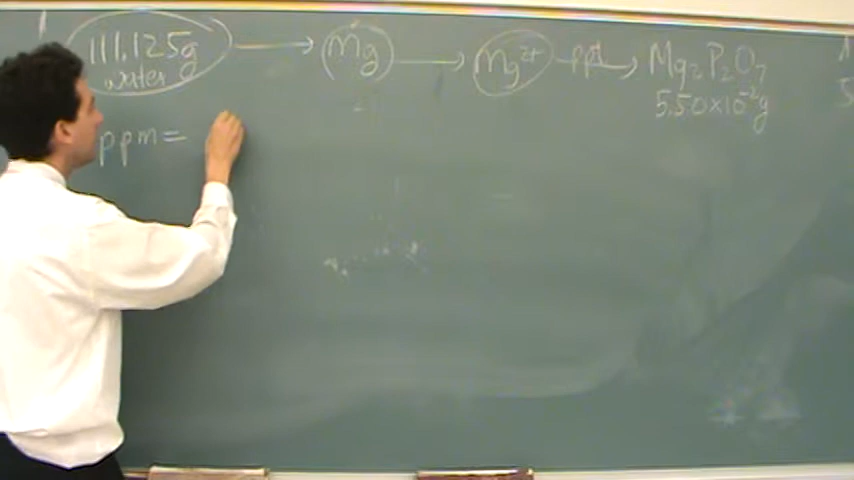 111.125g → Mg → Mg²⁺ ppt → Mg₂P₂O₇
water 5.50×10⁻²g
ppm=